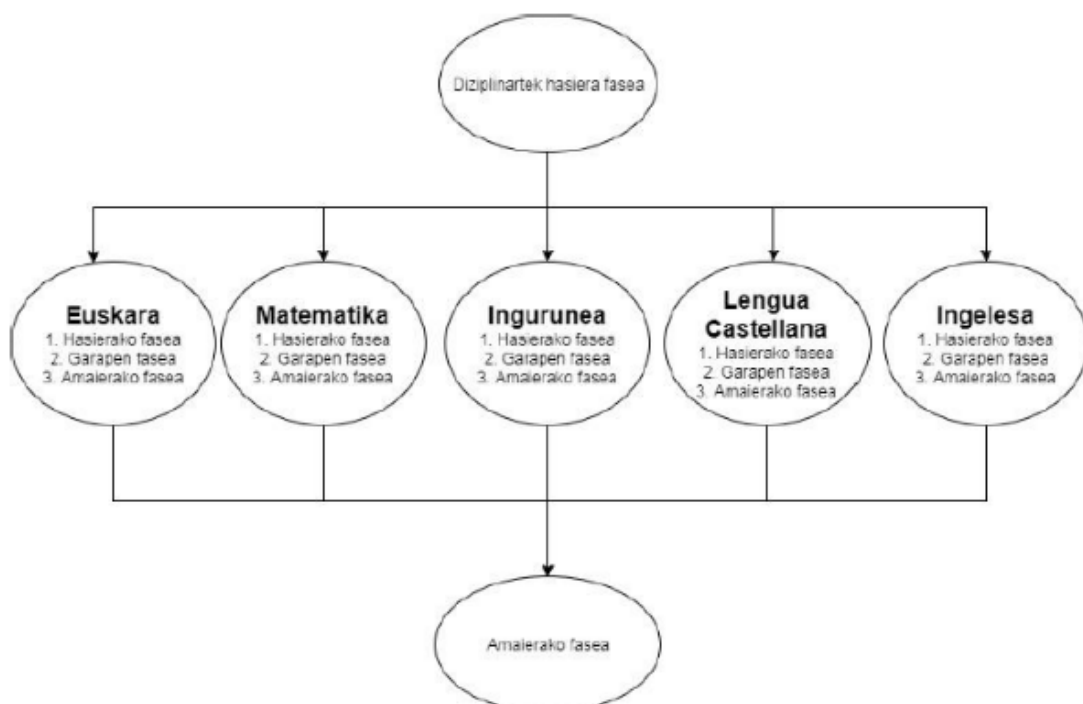 Diziplinartek hasiera fasea
Euskara
1. Hasierako fasea
2. Garapen fasea
3. Amaierako fasea
Matematika
1. Hasierako fasea
2. Garapen fasea
3. Amaierako fasea
Ingurunea
1. Hasierako fasea
2. Garapen fasea
3. Amaierako fasea
Lengua
Castellana
1. Hasierako fasea
2. Garapen fasea
3. Amaierako fasea
Ingelesa
1. Hasierako fasea
2. Garapen fasea
3. Amaierako fasea
Amaierako fasea